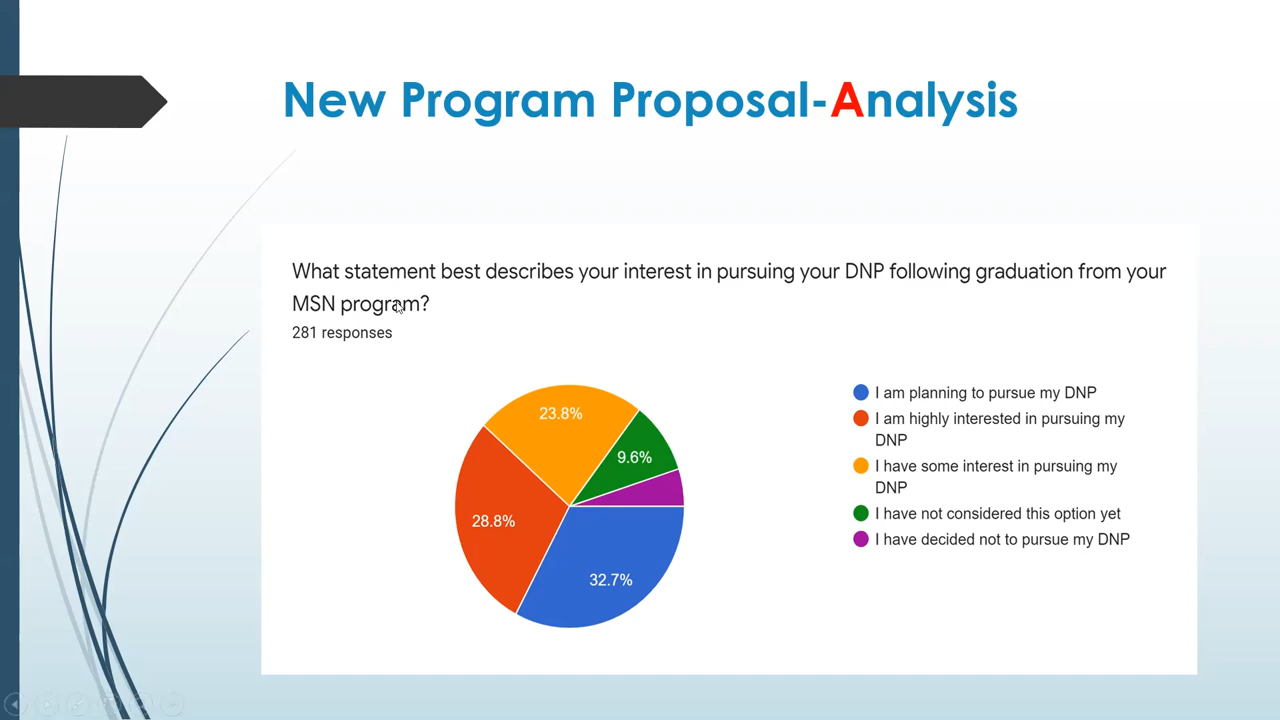 New Program Proposal-Analysis
What statement best describes your interest in pursuing your DNP following graduation from your
MSN program?
281 responses
23.8%
9.6%
28.8%
32.7%
I am planning to pursue my DNP
I am highly interested in pursuing my
DNP
I have some interest in pursuing my
DNP
I have not considered this option yet
I have decided not to pursue my DNP